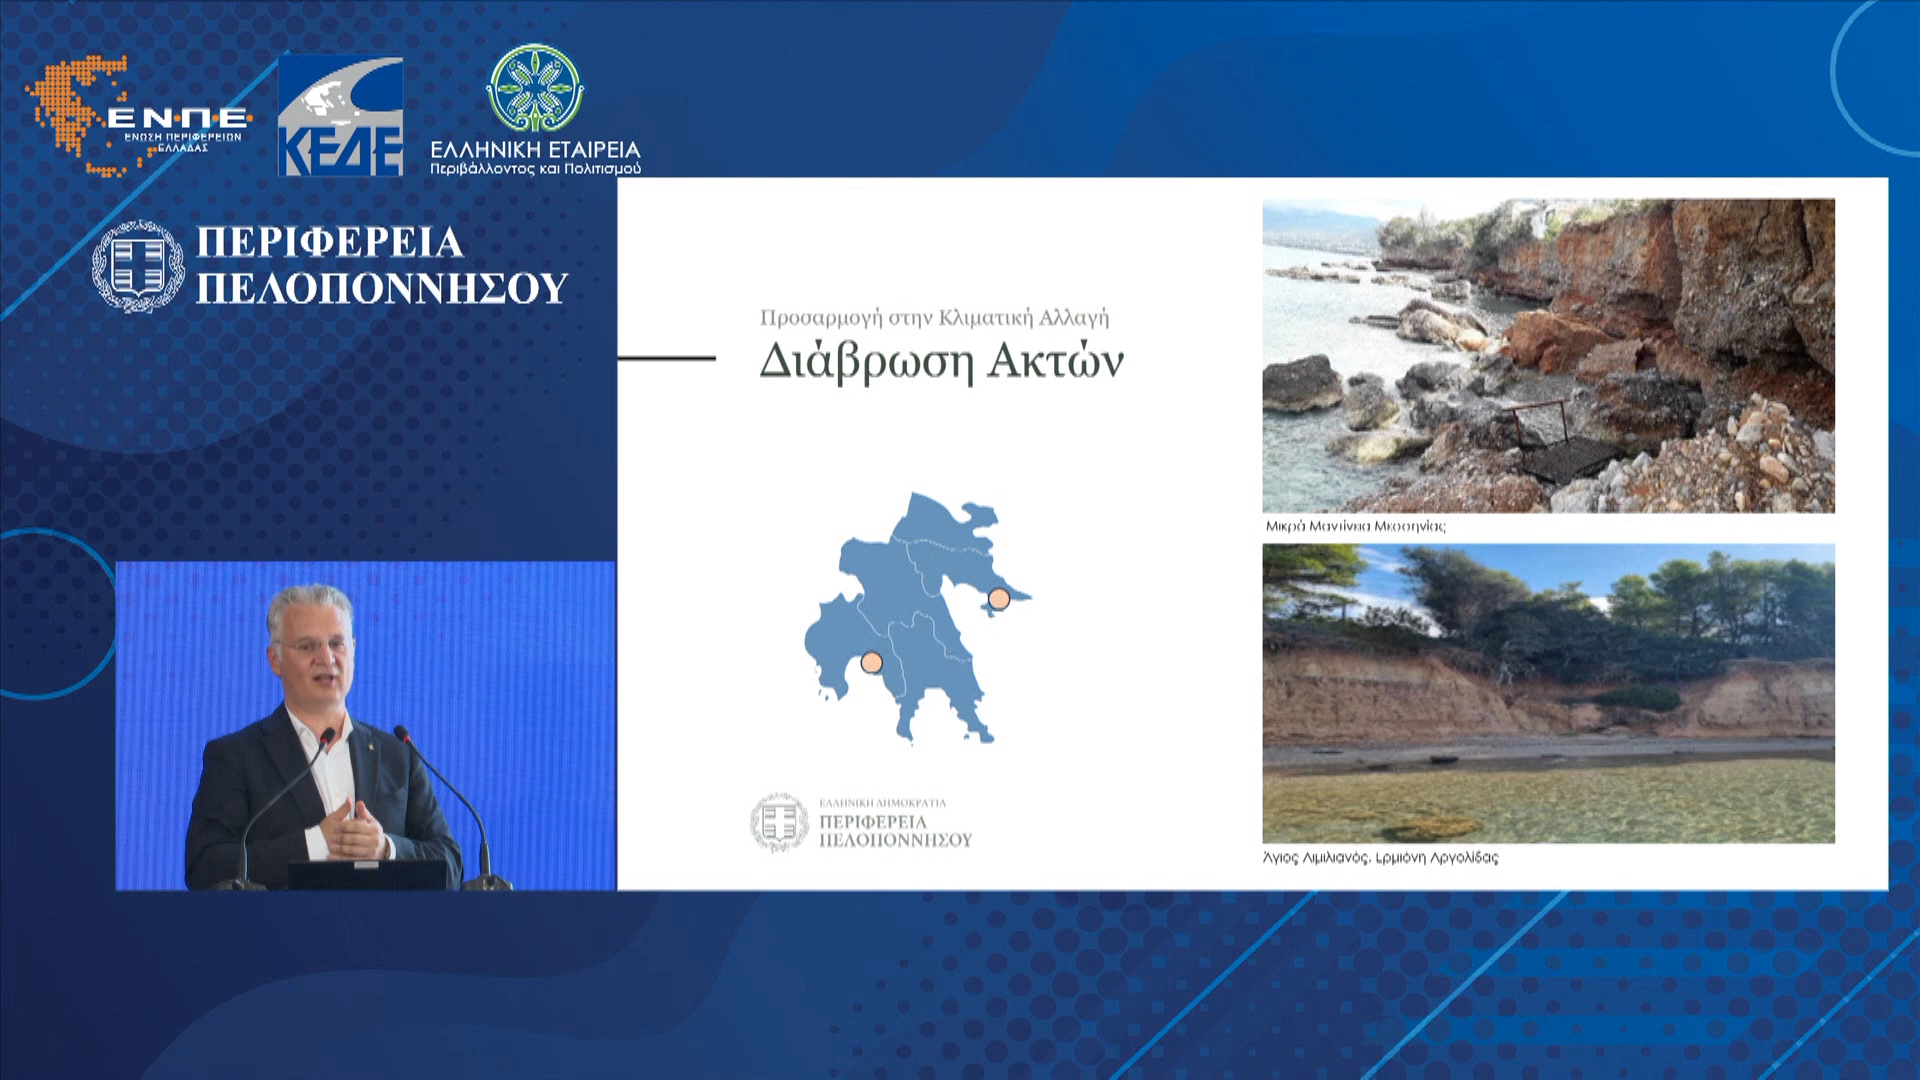 ΕΝΠΕ
ΕΝΩΣΗ ΠΕΡΙΦΕΡΕΙΩΝ
ΕΛΛΑΔΑΣ
ΚΕΔΕ
ΕΛΛΗΝΙΚΗ ΕΤΑΙΡΕΙΑ
Περιβάλλοντος και Πολιτισμού
ΠΕΡΙΦΕΡΕΙΑ
ΠΕΛΟΠΟΝΝΗΣΟΥ
Προσαρμογή στην Κλιματική Αλλαγή
Διάβρωση Ακτών
Μικρά Μαντίνεια Μεσσηνίας
Άγιος Αιμιλιανός, Ερμιόνη Αργολίδας
ΕΛΛΗΝΙΚΗ ΔΗΜΟΚΡΑΤΙΑ
ΠΕΡΙΦΕΡΕΙΑ
ΠΕΛΟΠΟΝΝΗΣΟΥ